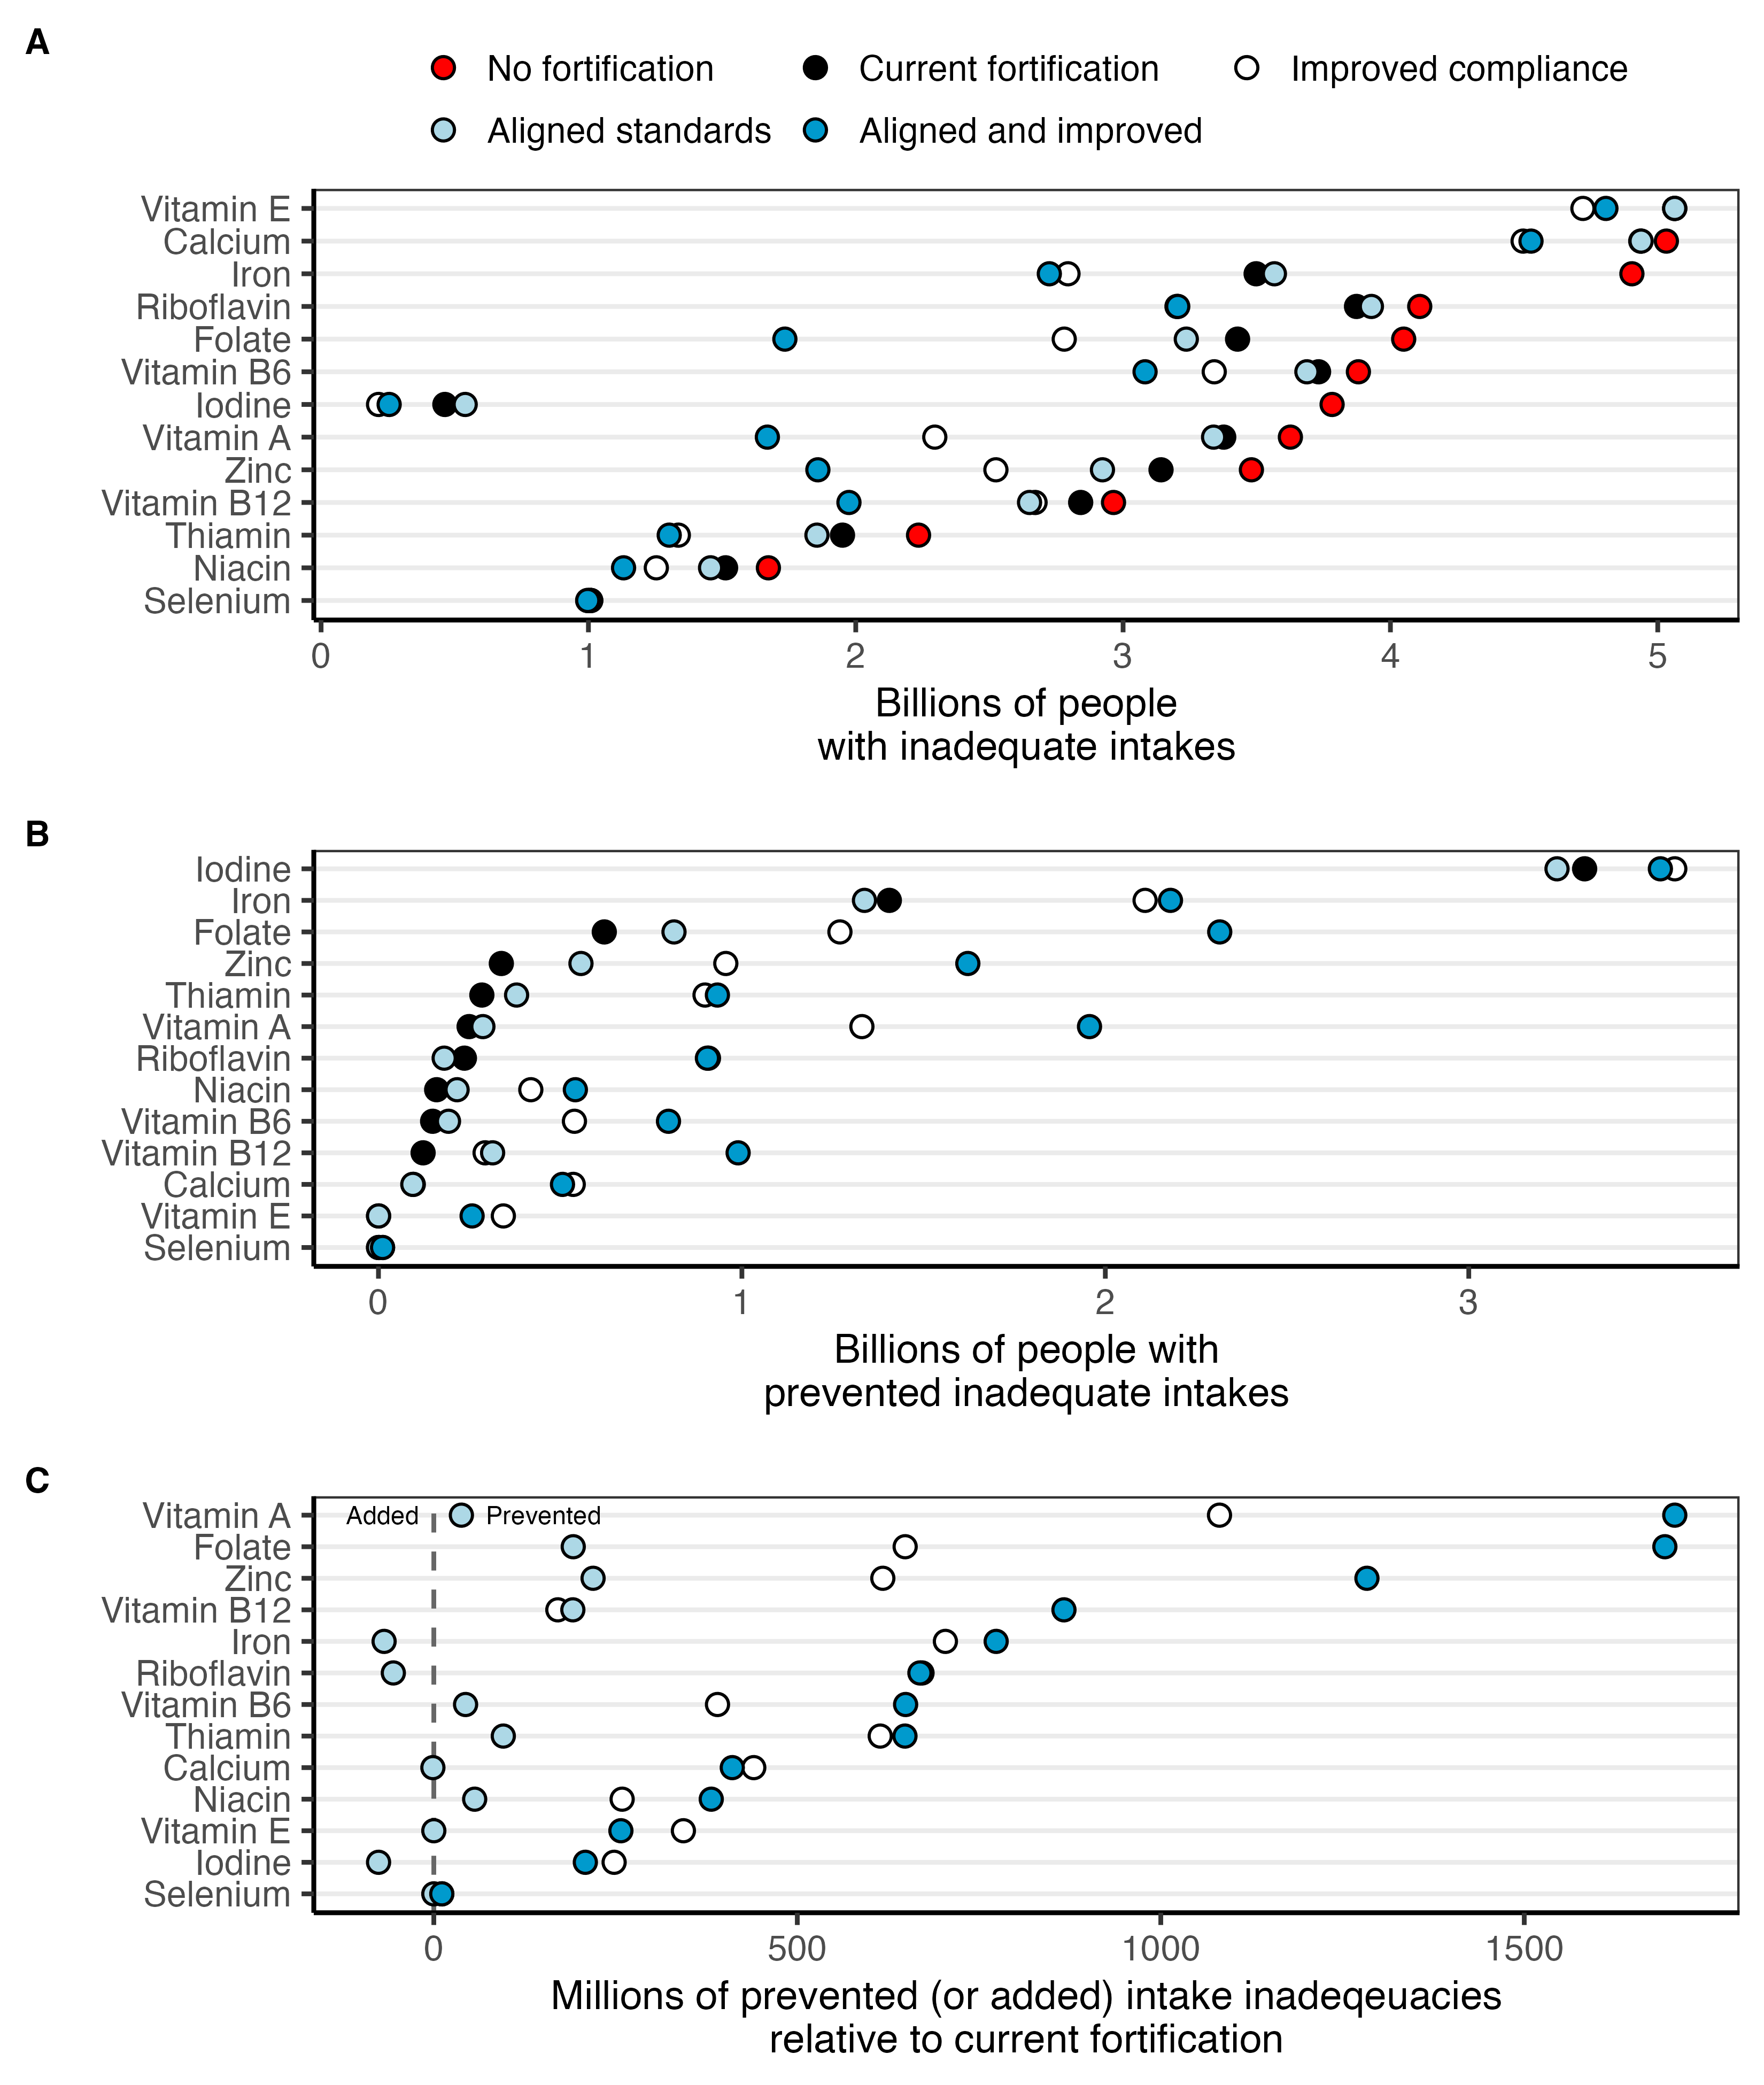 A
No fortification
Current fortification
Improved compliance
Aligned standards
Aligned and improved
Vitamin E
Calcium
Iron
Riboflavin
Folate
Vitamin B6
Iodine
Vitamin A
Zinc
Vitamin B12
Thiamin
Niacin
Selenium
0 1 2 3 4 5
Billions of people
with inadequate intakes
B
Iodine
Iron
Folate
Zinc
Thiamin
Vitamin A
Riboflavin
Niacin
Vitamin B6
Vitamin B12
Calcium
Vitamin E
Selenium
0 1 2 3
Billions of people with
prevented inadequate intakes
C
Added Prevented
Vitamin A
Folate
Zinc
Vitamin B12
Iron
Riboflavin
Vitamin B6
Thiamin
Calcium
Niacin
Vitamin E
Iodine
Selenium
0 500 1000 1500
Millions of prevented (or added) intake inadeqeuacies
relative to current fortification